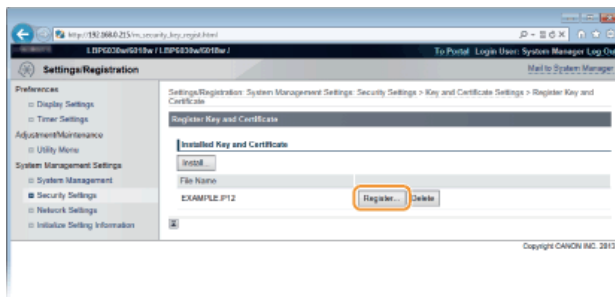 http://192.168.0.215/m_security_key_regist.html
LBP6030w/6018w / LBP6030w/6018w /
To Portal Login User: System Manager Log Out
Settings/Registration
Mail to System Manager
Preferences
Display Settings
Timer Settings
Adjustment/Maintenance
Utility Menu
System Management Settings
System Management
Security Settings
Network Settings
Initialize Setting Information
Settings/Registration: System Management Settings: Security Settings > Key and Certificate Settings > Register Key and
Certificate
Register Key and Certificate
Installed Key and Certificate
Install...
File Name
EXAMPLE.P12
Register...
Delete
Copyright CANON INC. 2013